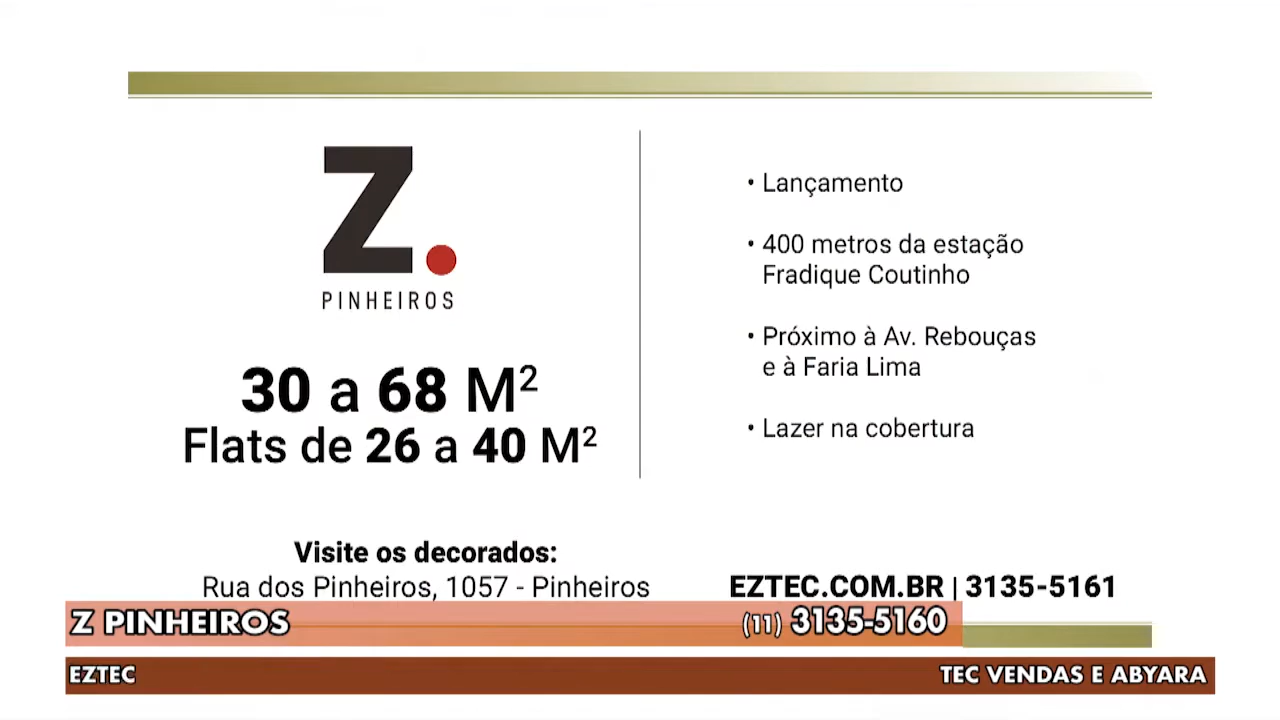 Z.
PINHEIROS
30 a 68 M²
Flats de 26 a 40 M²
• Lançamento
• 400 metros da estação
Fradique Coutinho
• Próximo à Av. Rebouças
e à Faria Lima
• Lazer na cobertura
Visite os decorados:
Rua dos Pinheiros, 1057 - Pinheiros
EZTEC.COM.BR | 3135-5161
Z PINHEIROS
(11) 3135-5160
EZTEC
TEC VENDAS E ABYARA